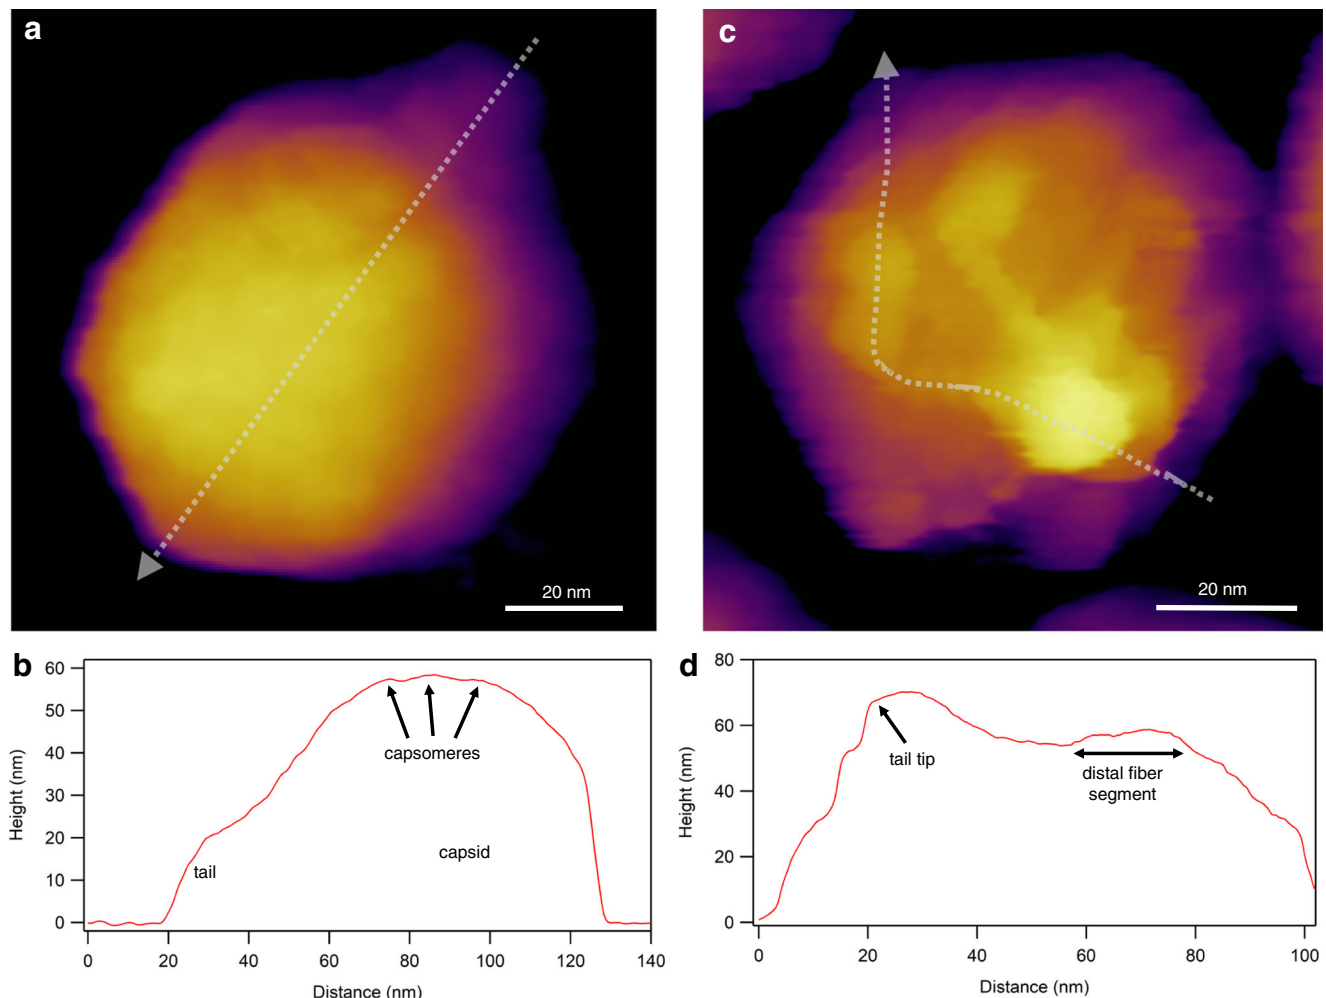 a
20 nm
c
20 nm
b
60
50
40
30
20
10
0
Height (nm)
capsomeres
tail
capsid
0 20 40 60 80 100 120 140
Distance (nm)
d
80
60
40
20
0
Height (nm)
tail tip
distal fiber
segment
0 20 40 60 80 100
Distance (nm)